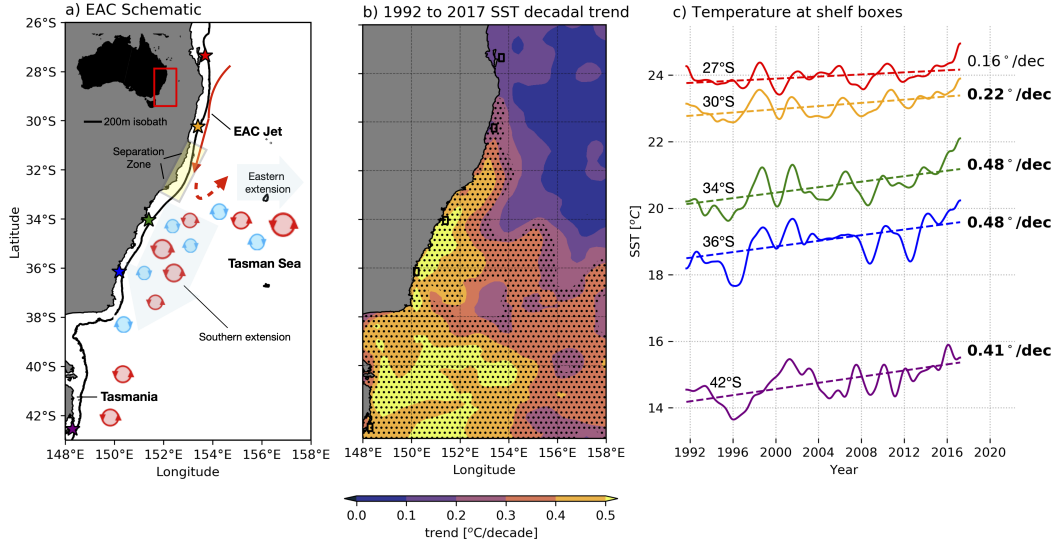 a) EAC Schematic
26°S
28°S
30°S
32°S
34°S
36°S
38°S
40°S
42°S
Latitude
200m isobath
EAC Jet
Separation
Zone
Eastern
extension
Tasman Sea
Southern extension
Tasmania
148°E
150°E
152°E
154°E
156°E
158°E
Longitude
b) 1992 to 2017 SST decadal trend
148°E
150°E
152°E
154°E
156°E
158°E
Longitude
0.0
0.1
0.2
0.3
0.4
0.5
trend [°C/decade]
c) Temperature at shelf boxes
24
22
20
18
16
14
SST [°C]
27°S
0.16°/dec
30°S
0.22°/dec
34°S
0.48°/dec
36°S
0.48°/dec
42°S
0.41°/dec
1992
1996
2000
2004
2008
2012
2016
2020
Year